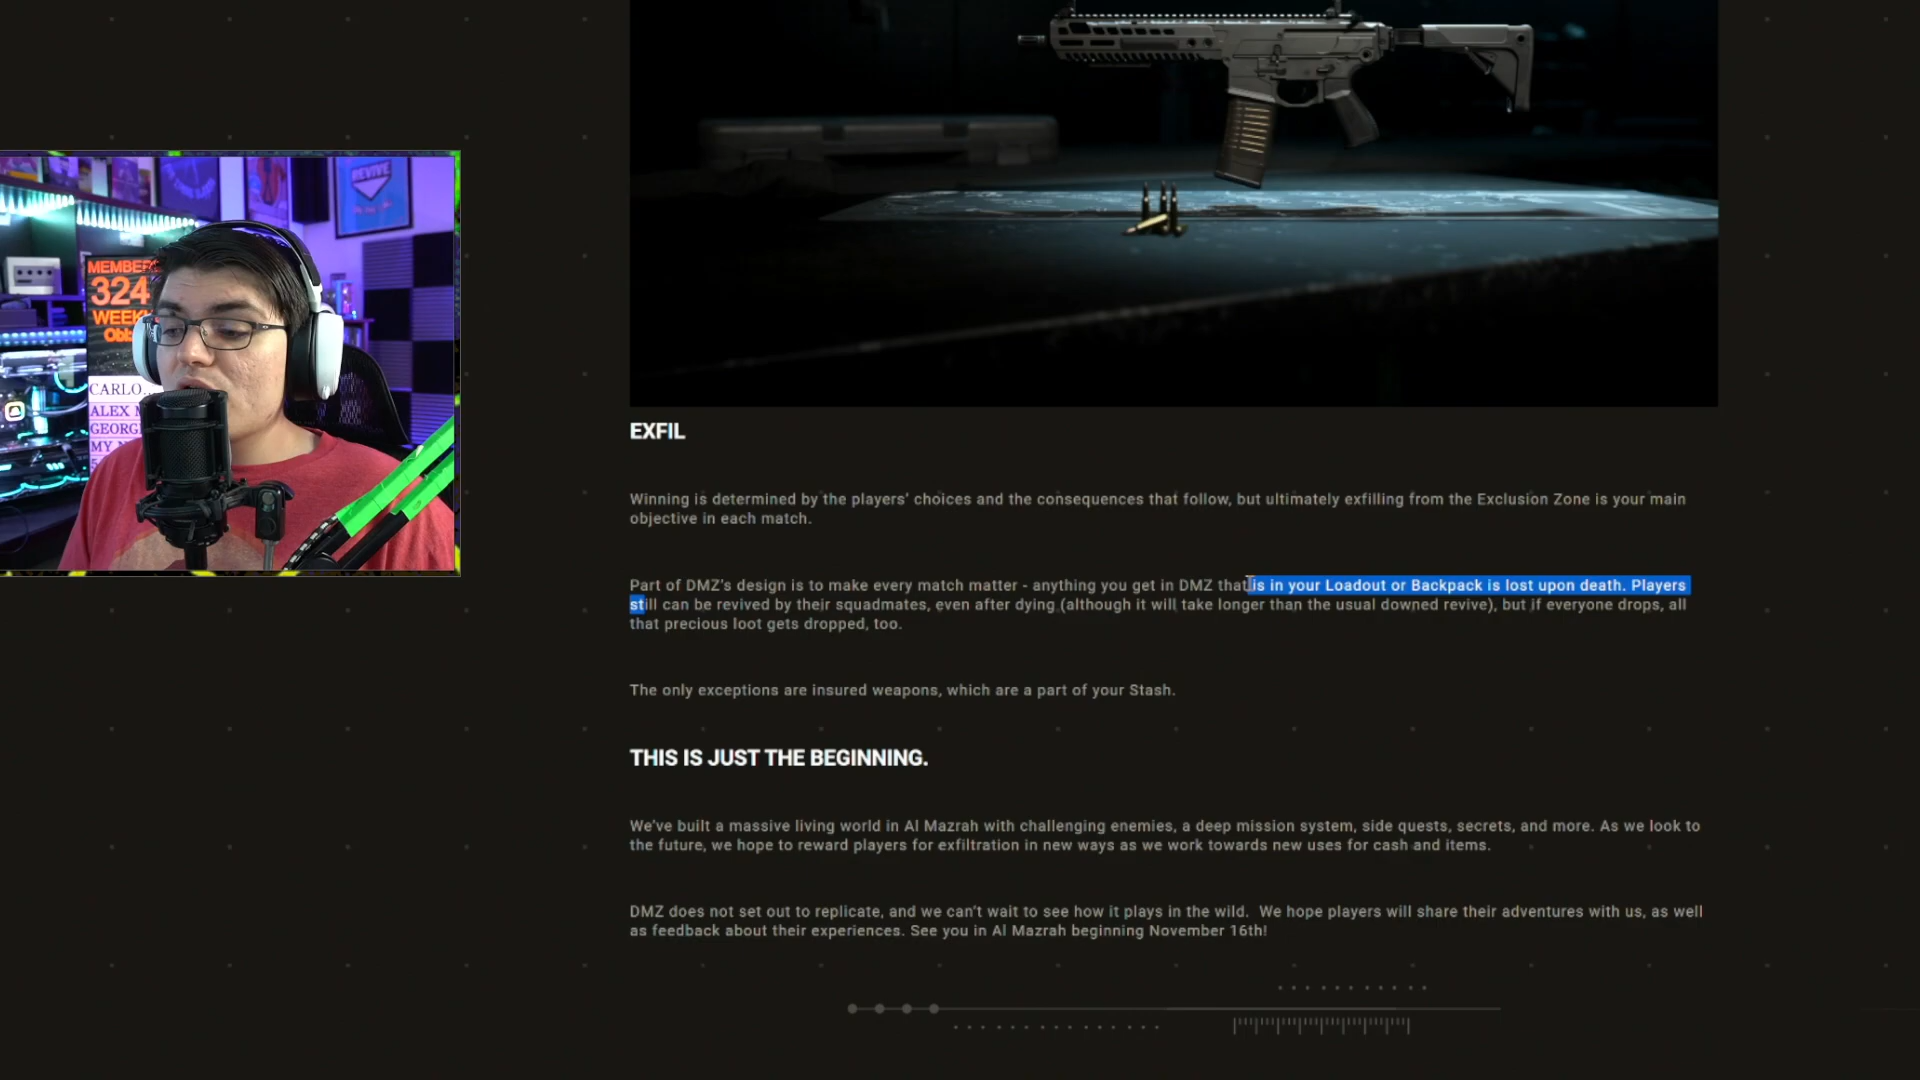 REVIVE
MEMBER
324
WEEK
CARLO..
ALEX M
GEORG
MY N
EXFIL
Winning is determined by the players' choices and the consequences that follow, but ultimately exfilling from the Exclusion Zone is your main
objective in each match.
Part of DMZ's design is to make every match matter - anything you get in DMZ that is in your Loadout or Backpack is lost upon death. Players
still can be revived by their squadmates, even after dying (although it will take longer than the usual downed revive), but if everyone drops, all
that precious loot gets dropped, too.
The only exceptions are insured weapons, which are a part of your Stash.
THIS IS JUST THE BEGINNING.
We've built a massive living world in Al Mazrah with challenging enemies, a deep mission system, side quests, secrets, and more. As we look to
the future, we hope to reward players for exfiltration in new ways as we work towards new uses for cash and items.
DMZ does not set out to replicate, and we can't wait to see how it plays in the wild.  We hope players will share their adventures with us, as well
as feedback about their experiences. See you in Al Mazrah beginning November 16th!